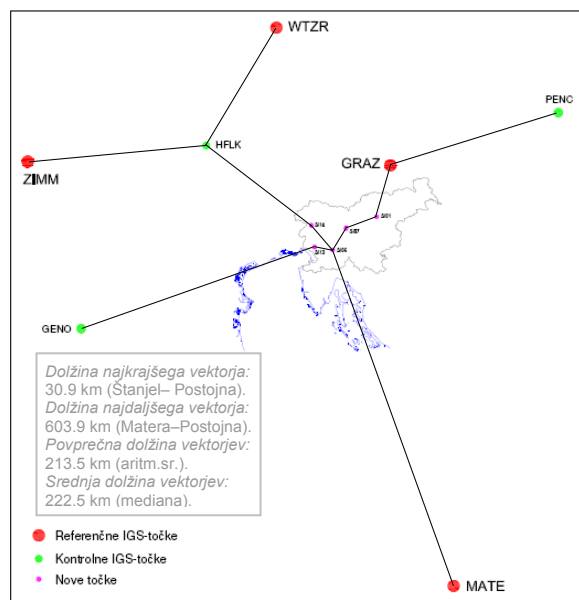 WTZR
PENC
HFLK
GRAZ
ZIMM
GENO
Dolžina najkrajšega vektorja:
30.9 km (Štanjel– Postojna).
Dolžina najdaljšega vektorja:
603.9 km (Matera–Postojna).
Povprečna dolžina vektorjev:
213.5 km (aritm.sr.).
Srednja dolžina vektorjev:
222.5 km (mediana).
Referenčne IGS-točke
Kontrolne IGS-točke
Nove točke
MATE